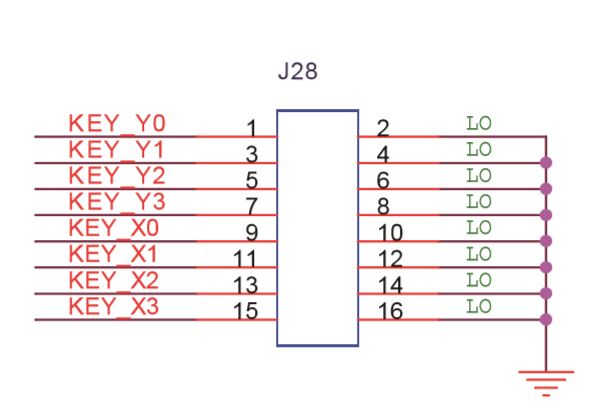 J28
KEY_Y0 1 2 LO
KEY_Y1 3 4 LO
KEY_Y2 5 6 LO
KEY_Y3 7 8 LO
KEY_X0 9 10 LO
KEY_X1 11 12 LO
KEY_X2 13 14 LO
KEY_X3 15 16 LO